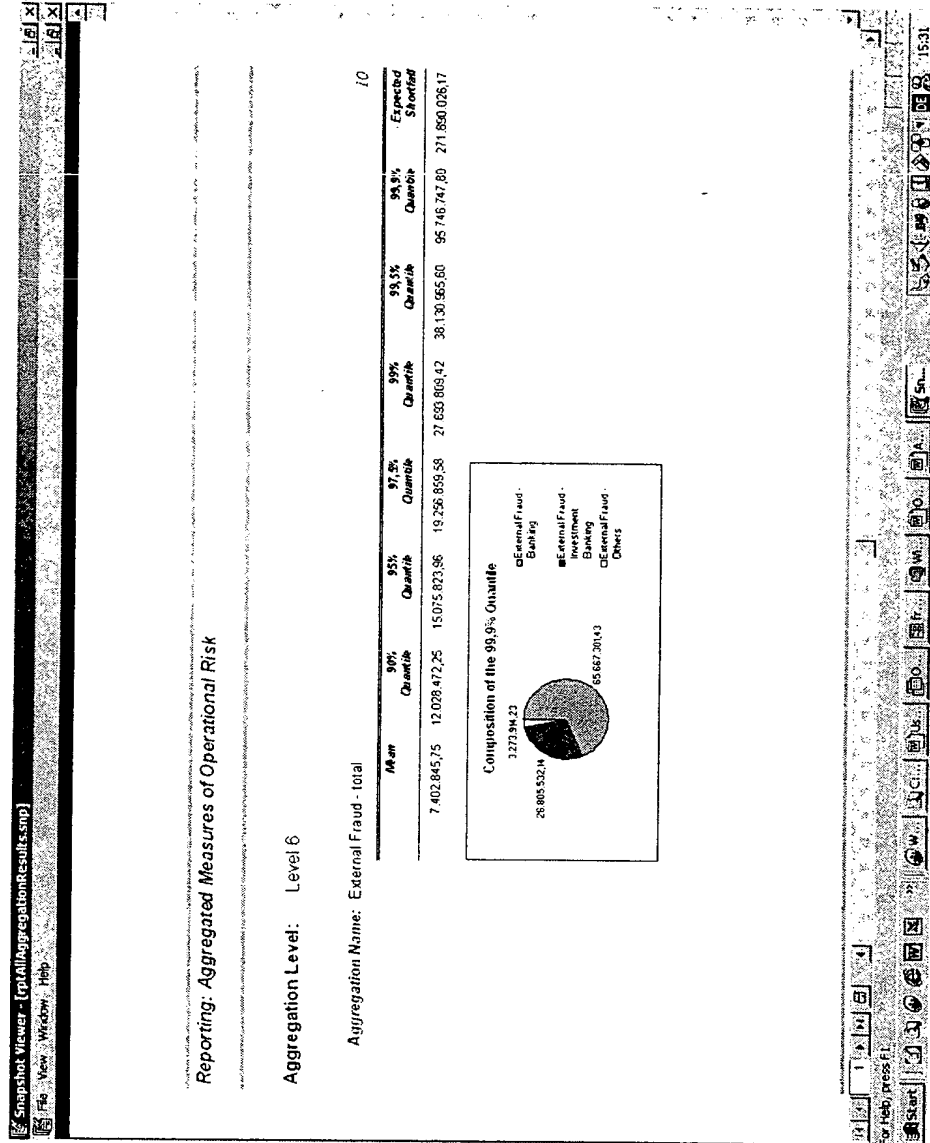 Snapshot Viewer - [rptAllAggregationResults.snp]
File View Window Help
Reporting: Aggregated Measures of Operational Risk
Aggregation Level: Level 6
Aggregation Name: External Fraud - total
10
Mean 90% Quantile 95% Quantile 97,5% Quantile 99% Quantile 99,5% Quantile 99,9% Quantile Expected Shortfall
7.402.845,75 12.028.472,25 15.075.823,96 19.256.859,58 27.693.809,42 38.130.965,60 95.746.747,80 271.890.026,17
Composition of the 99,9% Quantile
3.273.914,23
26.805.532,14
65.667.301,43
External Fraud - Banking
External Fraud - Investment Banking
External Fraud - Others
1
For Help, press F1
Start
DE
15:31